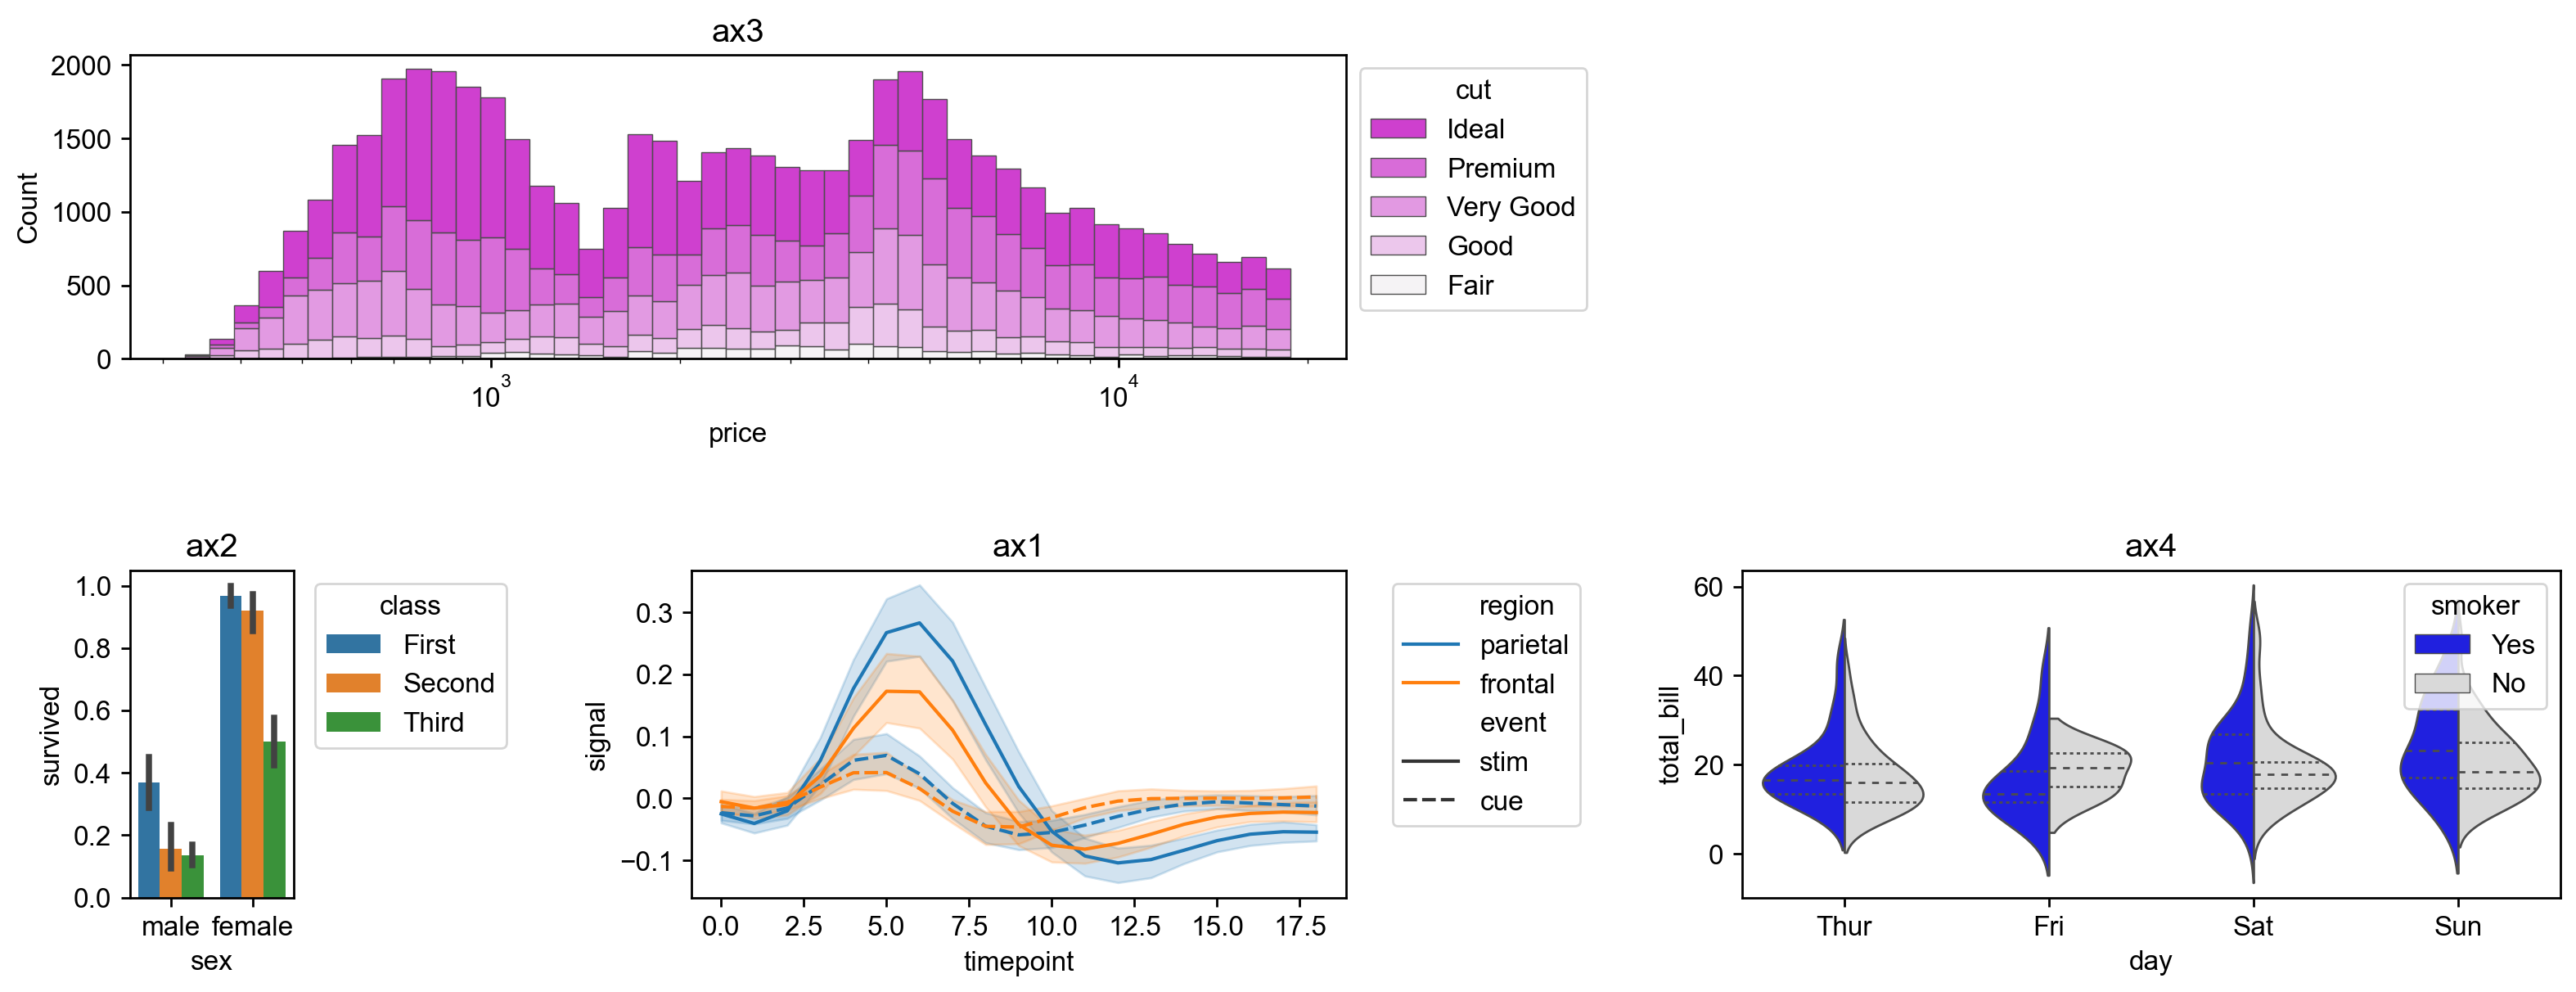 ax3
2000
1500
1000
500
0
Count
10^3
10^4
price
cut
Ideal
Premium
Very Good
Good
Fair
ax2
1.0
0.8
0.6
0.4
0.2
0.0
survived
male female
sex
class
First
Second
Third
ax1
0.3
0.2
0.1
0.0
−0.1
signal
0.0 2.5 5.0 7.5 10.0 12.5 15.0 17.5
timepoint
region
parietal
frontal
event
stim
cue
ax4
60
40
20
0
total_bill
Thur Fri Sat Sun
day
smoker
Yes
No